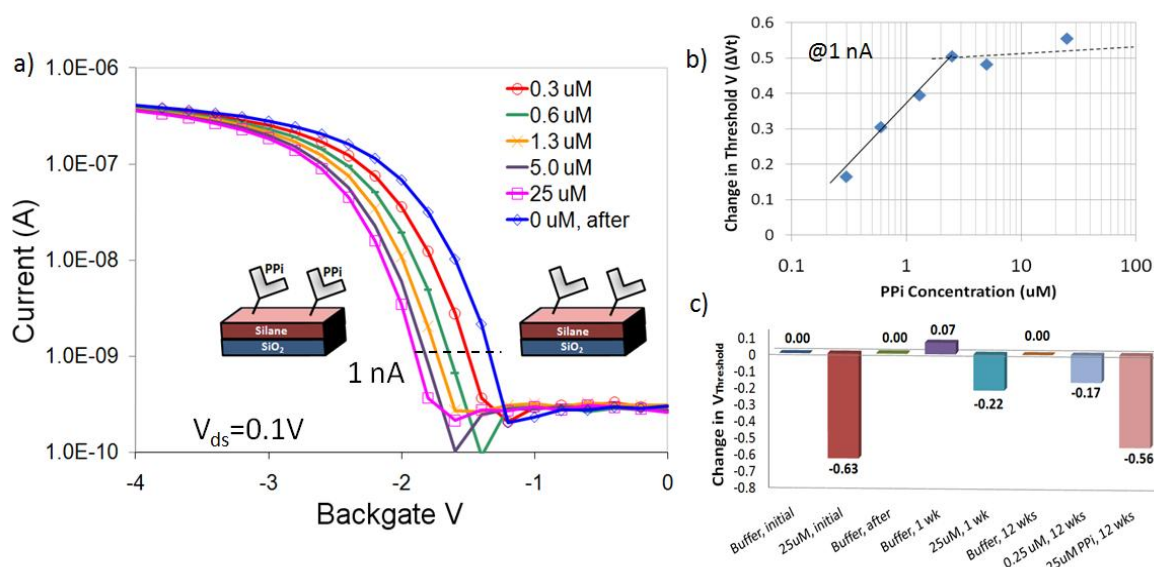 a)
1.0E-06
1.0E-07
1.0E-08
1.0E-09
1.0E-10
Current (A)
0.3 uM
0.6 uM
1.3 uM
5.0 uM
25 uM
0 uM, after
PPi
PPi
Silane
SiO2
Silane
SiO2
1 nA
Vds=0.1V
-4
-3
-2
-1
0
Backgate V
b)
@1 nA
Change in Threshold V (ΔVt)
0.6
0.5
0.4
0.3
0.2
0.1
0
0.1
1
10
100
PPi Concentration (uM)
c)
Change in VThreshold
0.1
0
-0.1
-0.2
-0.3
-0.4
-0.5
-0.6
-0.7
-0.8
0.00
-0.63
0.00
0.07
-0.22
0.00
-0.17
-0.56
Buffer, initial
25uM, initial
Buffer, after
Buffer, 1 wk
25uM, 1 wk
Buffer, 12 wks
0.25 uM, 12 wks
25uM PPi, 12 wks